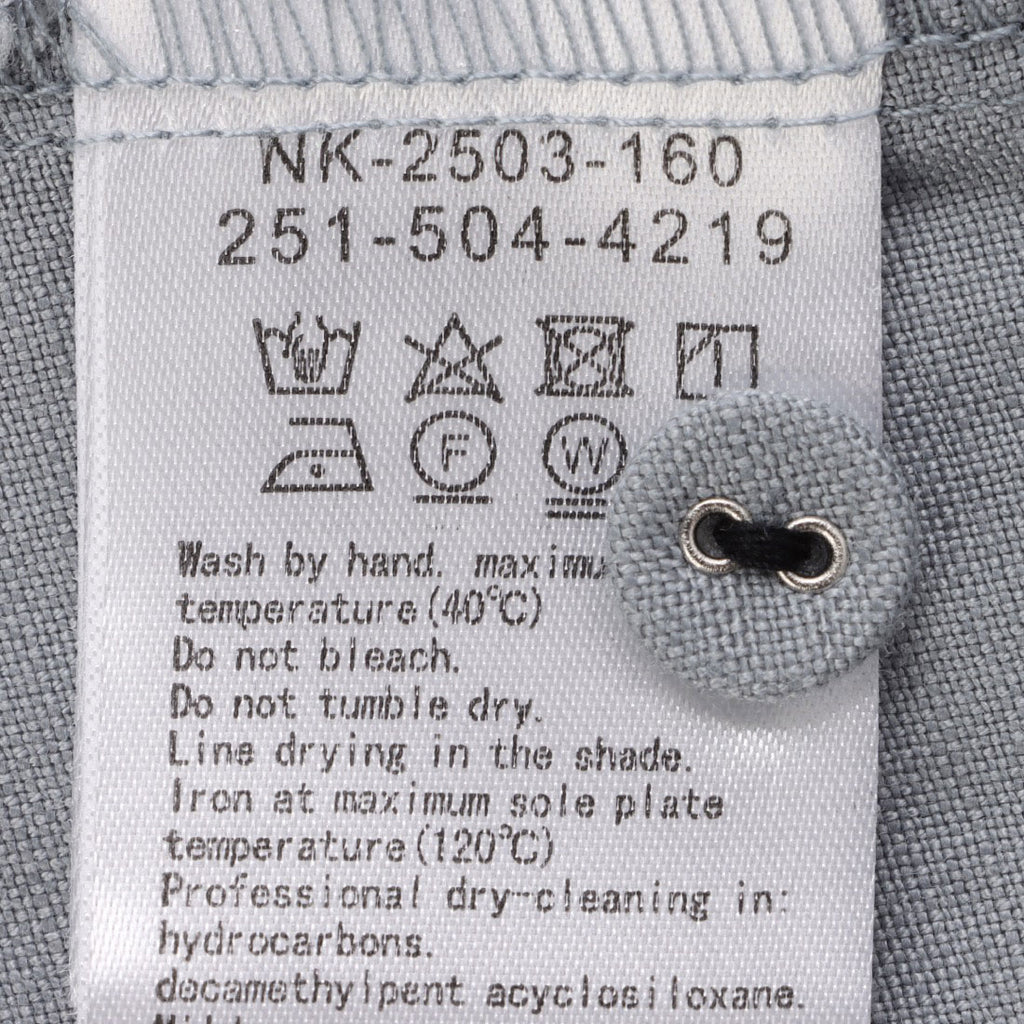 NK-2503-160
251-504-4219
F
W
Wash by hand. maximu
temperature(40℃)
Do not bleach.
Do not tumble dry.
Line drying in the shade.
Iron at maximum sole plate
temperature(120℃)
Professional dry-cleaning in:
hydrocarbons.
decamethylpent acyclosiloxane.